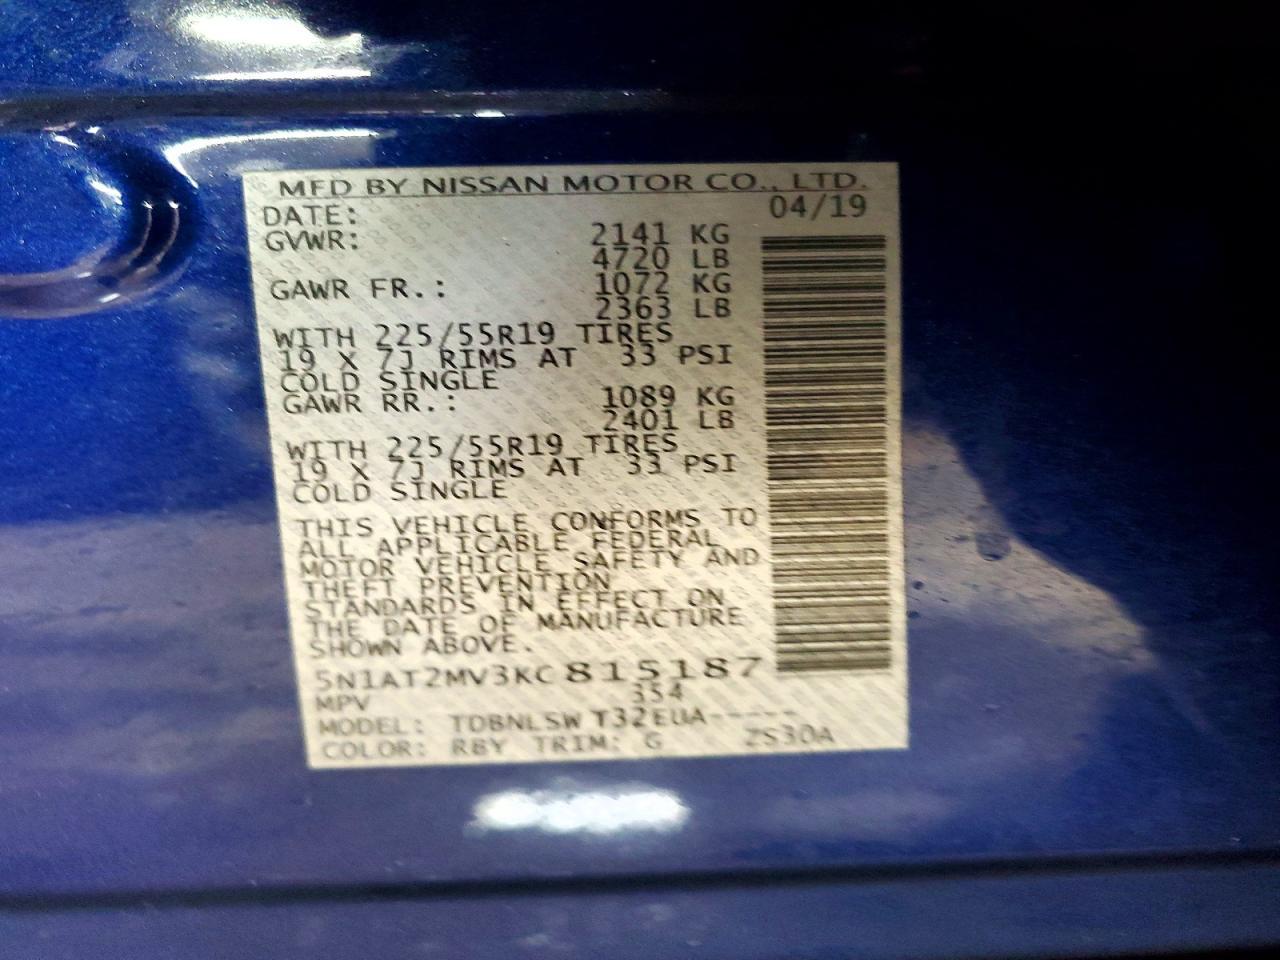 MFD BY NISSAN MOTOR CO., LTD.
DATE: 04/19
GVWR: 2141 KG
4720 LB
GAWR FR.: 1072 KG
2363 LB
WITH 225/55R19 TIRES
19 X 7J RIMS AT 33 PSI
COLD SINGLE
GAWR RR.: 1089 KG
2401 LB
WITH 225/55R19 TIRES
19 X 7J RIMS AT 33 PSI
COLD SINGLE
THIS VEHICLE CONFORMS TO
ALL APPLICABLE FEDERAL
MOTOR VEHICLE SAFETY AND
THEFT PREVENTION
STANDARDS IN EFFECT ON
THE DATE OF MANUFACTURE
SHOWN ABOVE.
5N1AT2MV3KC815187
MPV 354
MODEL: TDBNLSW T32EUA-----
COLOR: RBY TRIM: G ZS30A